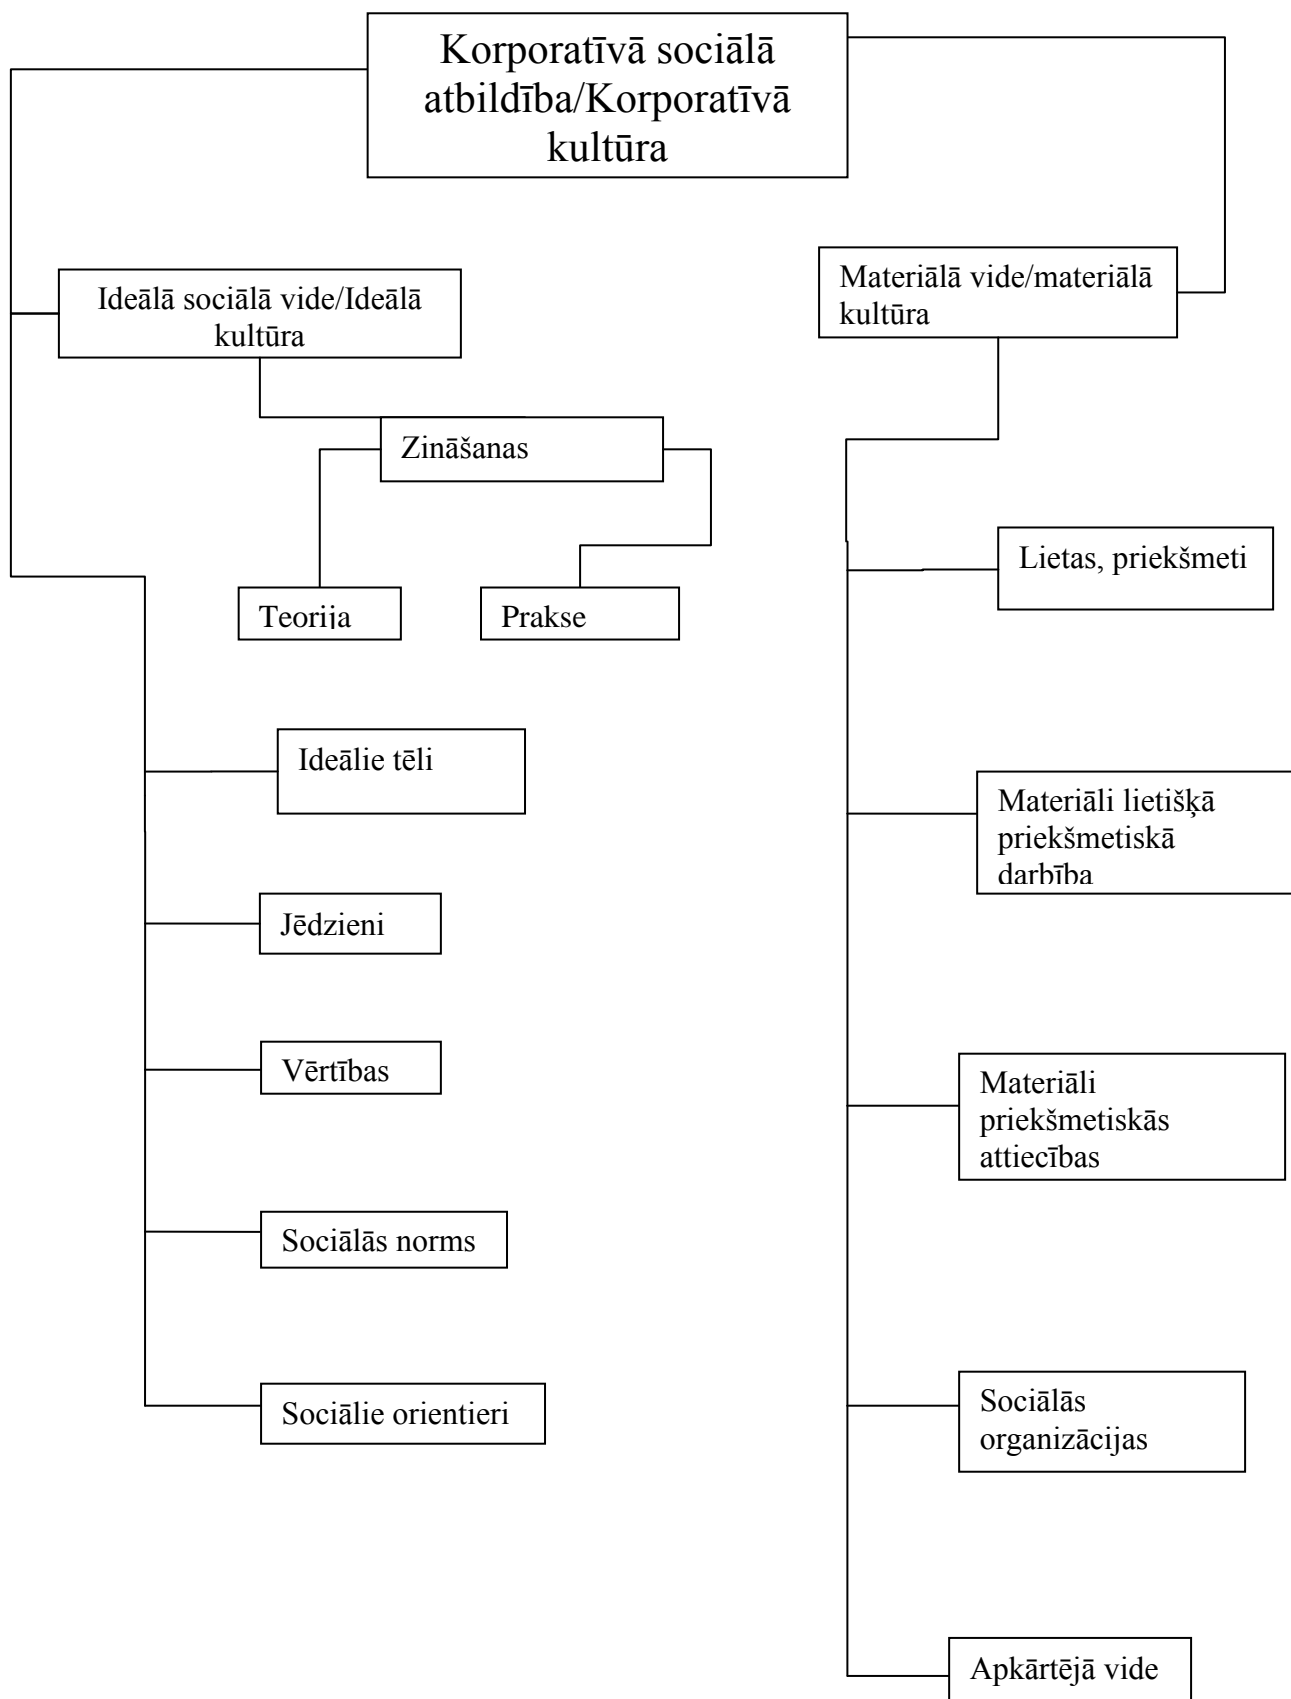 Korporatīvā sociālā
atbildība/Korporatīvā
kultūra
Ideālā sociālā vide/Ideālā
kultūra
Materiālā vide/materiālā
kultūra
Zināšanas
Teorija
Prakse
Ideālie tēli
Jēdzieni
Vērtības
Sociālās norms
Sociālie orientieri
Lietas, priekšmeti
Materiāli lietišķā
priekšmetiskā
darbība
Materiāli
priekšmetiskās
attiecības
Sociālās
organizācijas
Apkārtējā vide